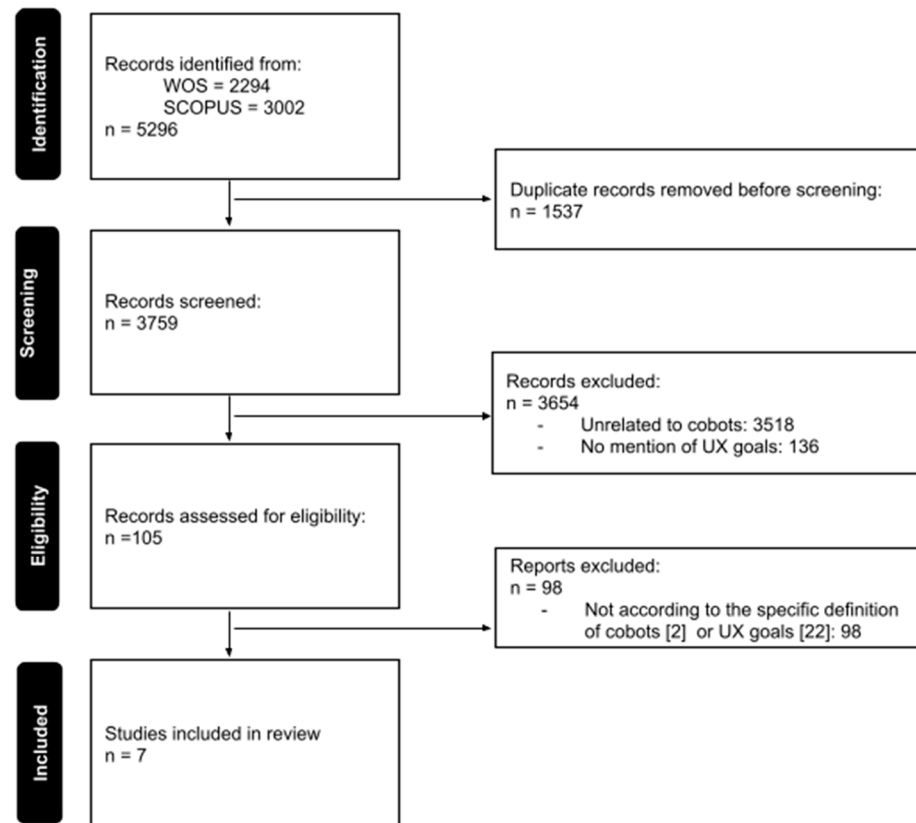 Identification
Records identified from:
WOS = 2294
SCOPUS = 3002
n = 5296
Duplicate records removed before screening:
n = 1537
Screening
Records screened:
n = 3759
Records excluded:
n = 3654
- Unrelated to cobots: 3518
- No mention of UX goals: 136
Eligibility
Records assessed for eligibility:
n =105
Reports excluded:
n = 98
- Not according to the specific definition
of cobots [2] or UX goals [22]: 98
Included
Studies included in review
n = 7